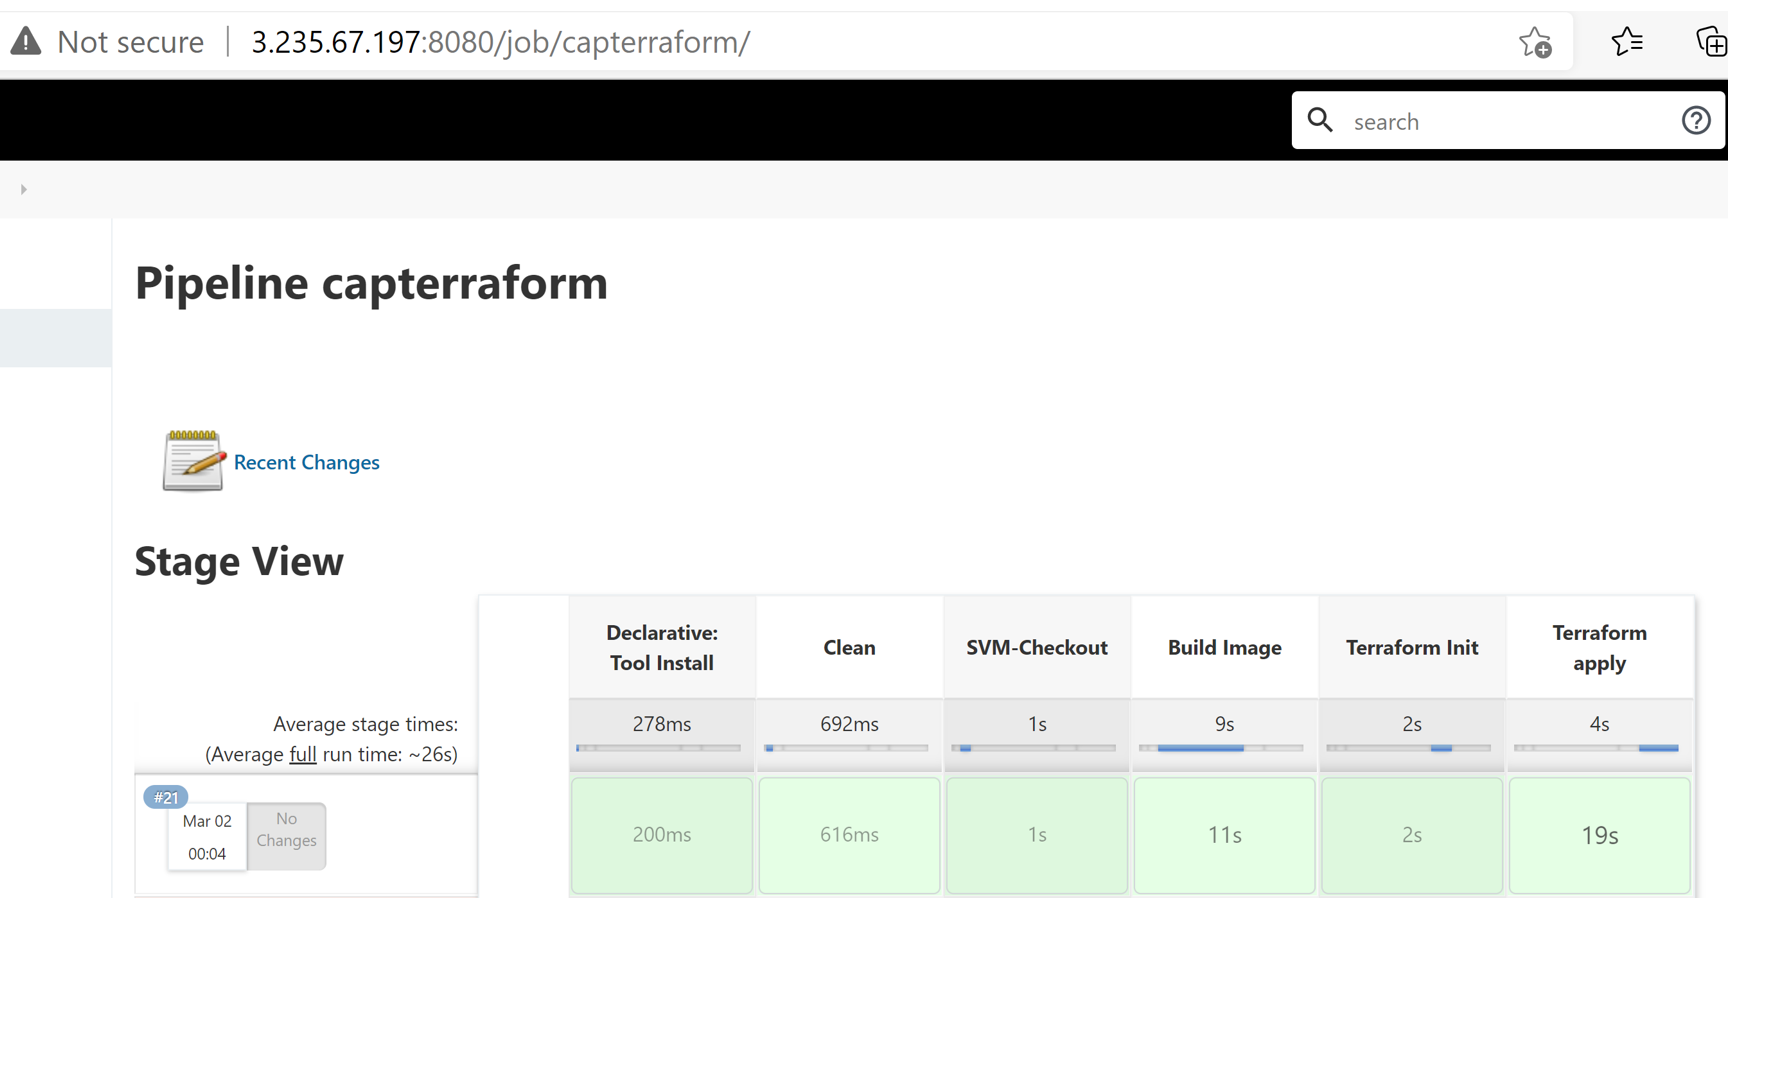 Not secure | 3.235.67.197:8080/job/capterraform/
search
Pipeline capterraform
Recent Changes
Stage View
Declarative:
Tool Install
Clean
SVM-Checkout
Build Image
Terraform Init
Terraform
apply
Average stage times:
(Average full run time: ~26s)
278ms
692ms
1s
9s
2s
4s
#21
Mar 02
00:04
No
Changes
200ms
616ms
1s
11s
2s
19s